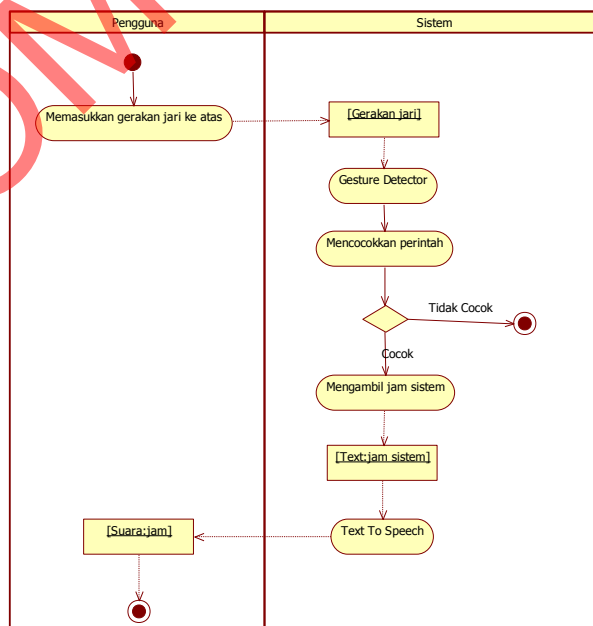 Pengguna
Sistem
Memasukkan gerakan jari ke atas
[Gerakan jari]
Gesture Detector
Mencocokkan perintah
Tidak Cocok
Cocok
Mengambil jam sistem
[Text:jam sistem]
Text To Speech
[Suara:jam]